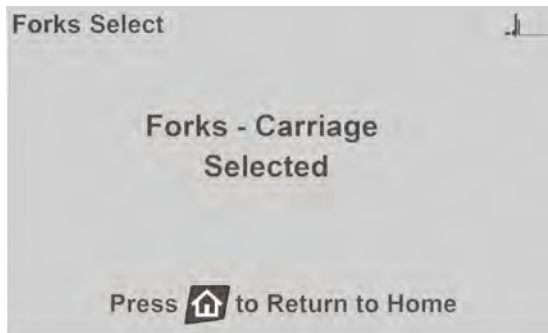 Forks Select
Forks - Carriage
Selected
Press to Return to Home